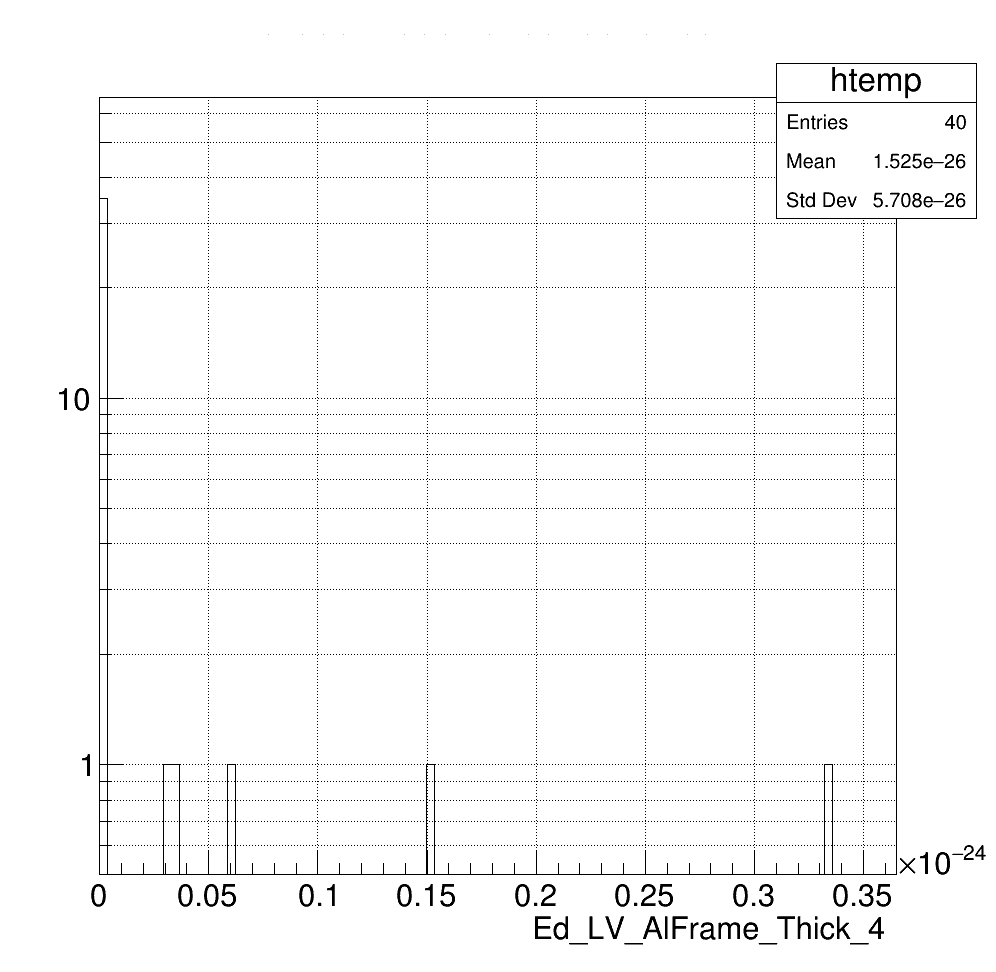 htemp
Entries 40
Mean 1.525e–26
Std Dev 5.708e–26
10
1
0 0.05 0.1 0.15 0.2 0.25 0.3 0.35 ×10⁻²⁴
Ed_LV_AlFrame_Thick_4